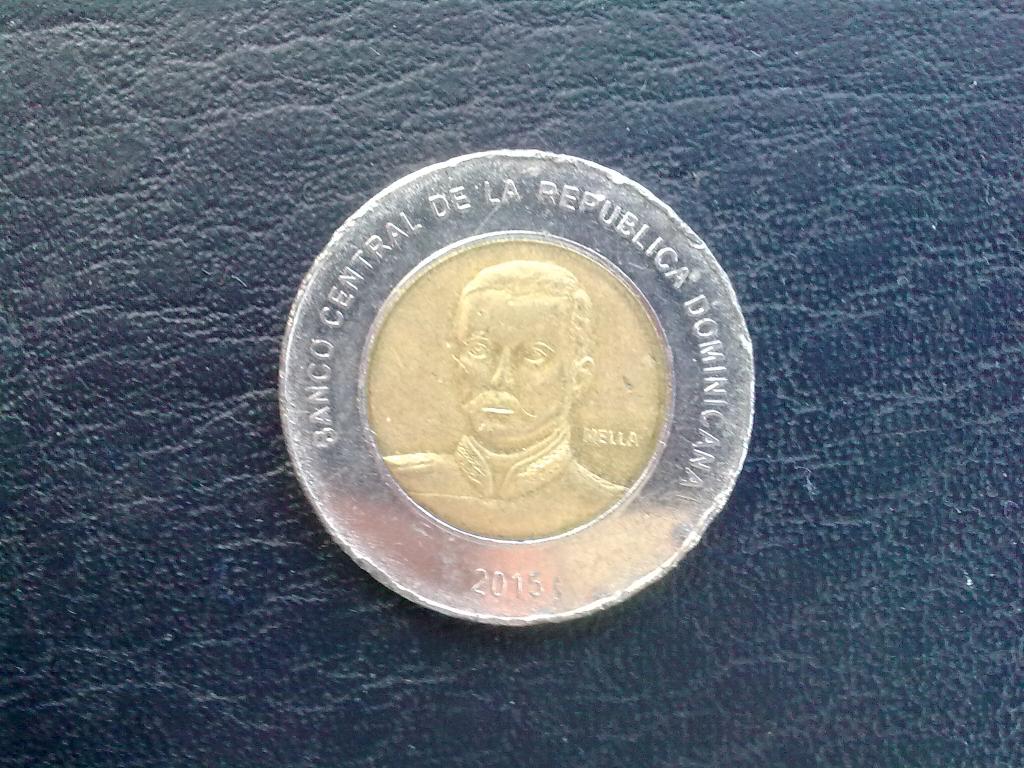 BANCO CENTRAL DE LA REPUBLICA DOMINICANA
MELLA
2015